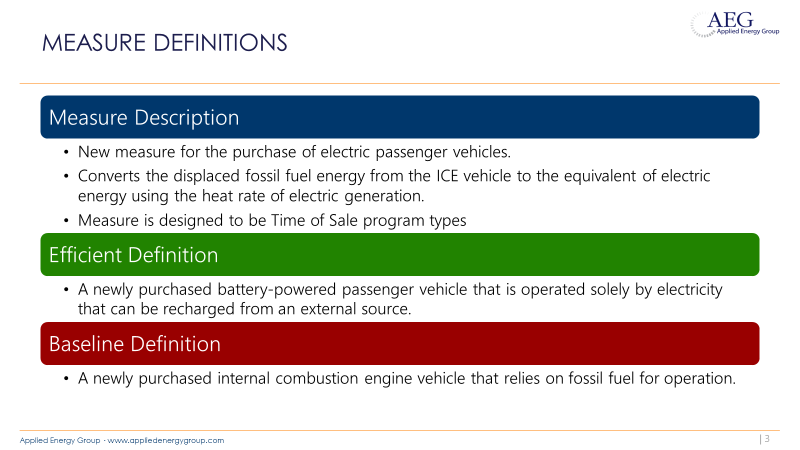 MEASURE DEFINITIONS
AEG
Applied Energy Group
Measure Description
• New measure for the purchase of electric passenger vehicles.
• Converts the displaced fossil fuel energy from the ICE vehicle to the equivalent of electric
energy using the heat rate of electric generation.
• Measure is designed to be Time of Sale program types
Efficient Definition
• A newly purchased battery-powered passenger vehicle that is operated solely by electricity
that can be recharged from an external source.
Baseline Definition
• A newly purchased internal combustion engine vehicle that relies on fossil fuel for operation.
Applied Energy Group · www.appliedenergygroup.com
| 3